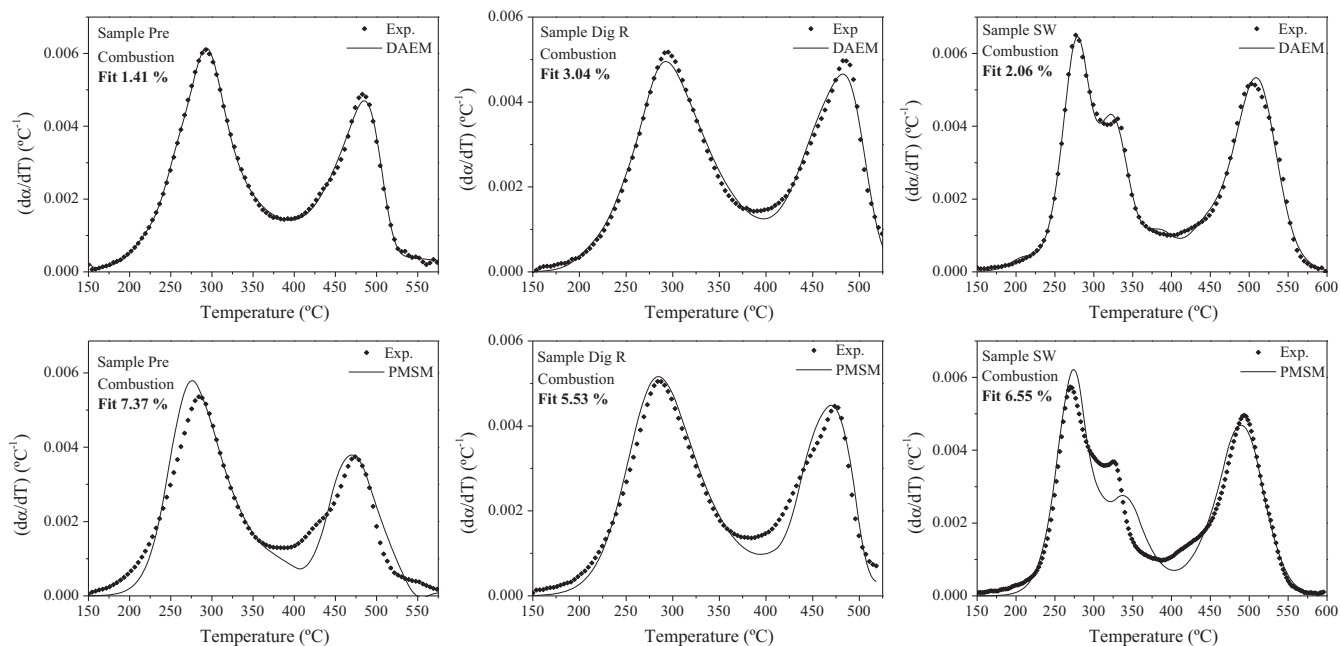 Sample Pre
Combustion
Fit 1.41 %
Exp.
DAEM
(dα/dT) (ºC⁻¹)
0.006
0.004
0.002
0.000
150 200 250 300 350 400 450 500 550
Temperature (ºC)
Sample Dig R
Combustion
Fit 3.04 %
Exp
DAEM
(dα/dT) (ºC⁻¹)
0.006
0.004
0.002
0.000
150 200 250 300 350 400 450 500
Temperature (ºC)
Sample SW
Combustion
Fit 2.06 %
Exp.
DAEM
(dα/dT) (ºC⁻¹)
0.006
0.004
0.002
0.000
150 200 250 300 350 400 450 500 550 600
Temperature (ºC)
Sample Pre
Combustion
Fit 7.37 %
Exp.
PMSM
(dα/dT) (ºC⁻¹)
0.006
0.004
0.002
0.000
150 200 250 300 350 400 450 500 550
Temperature (ºC)
Sample Dig R
Combustion
Fit 5.53 %
Exp.
PMSM
(dα/dT) (ºC⁻¹)
0.006
0.004
0.002
0.000
150 200 250 300 350 400 450 500
Temperature (ºC)
Sample SW
Combustion
Fit 6.55 %
Exp.
PMSM
(dα/dT) (ºC⁻¹)
0.006
0.004
0.002
0.000
150 200 250 300 350 400 450 500 550 600
Temperature (ºC)